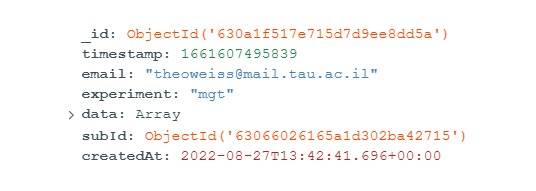 _id: ObjectId('630a1f517e715d7d9ee8dd5a')
timestamp: 1661607495839
email: "theoweiss@mail.tau.ac.il"
experiment: "mgt"
> data: Array
subId: ObjectId('63066026165a1d302ba42715')
createdAt: 2022-08-27T13:42:41.696+00:00